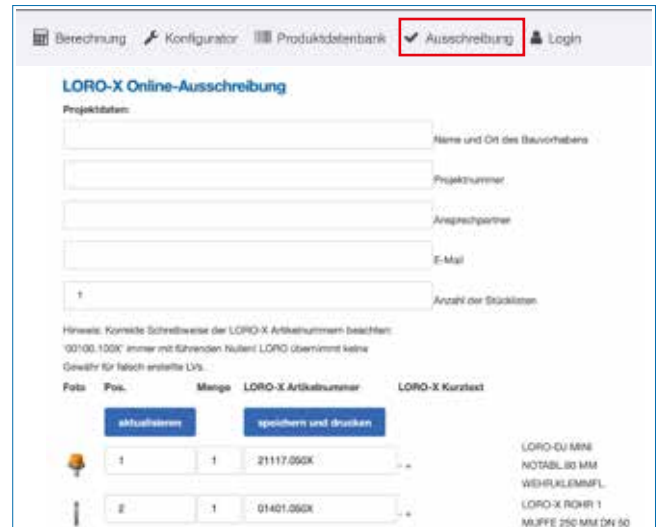 Berechnung Konfigurator Produktdatenbank Ausschreibung Login
LORO-X Online-Ausschreibung
Projektdaten:
Name und Ort des Bauvorhabens
Projektnummer
Ansprechpartner
E-Mail
1 Anzahl der Stücklisten
Hinweis: Korrekte Schreibweise der LORO-X Artikelnummern beachten:
'00100.100X' immer mit führenden Nullen! LORO übernimmt keine
Gewähr für falsch erstellte LVs.
Foto Pos. Menge LORO-X Artikelnummer LORO-X Kurztext
aktualisieren speichern und drucken
LORO-DJ MINI
1 1 21117.050X NOTABL.80 MM
WEHR,KLEMMFL.
LORO-X ROHR 1
2 1 01401.050X
MUFFE 250 MM DN 50